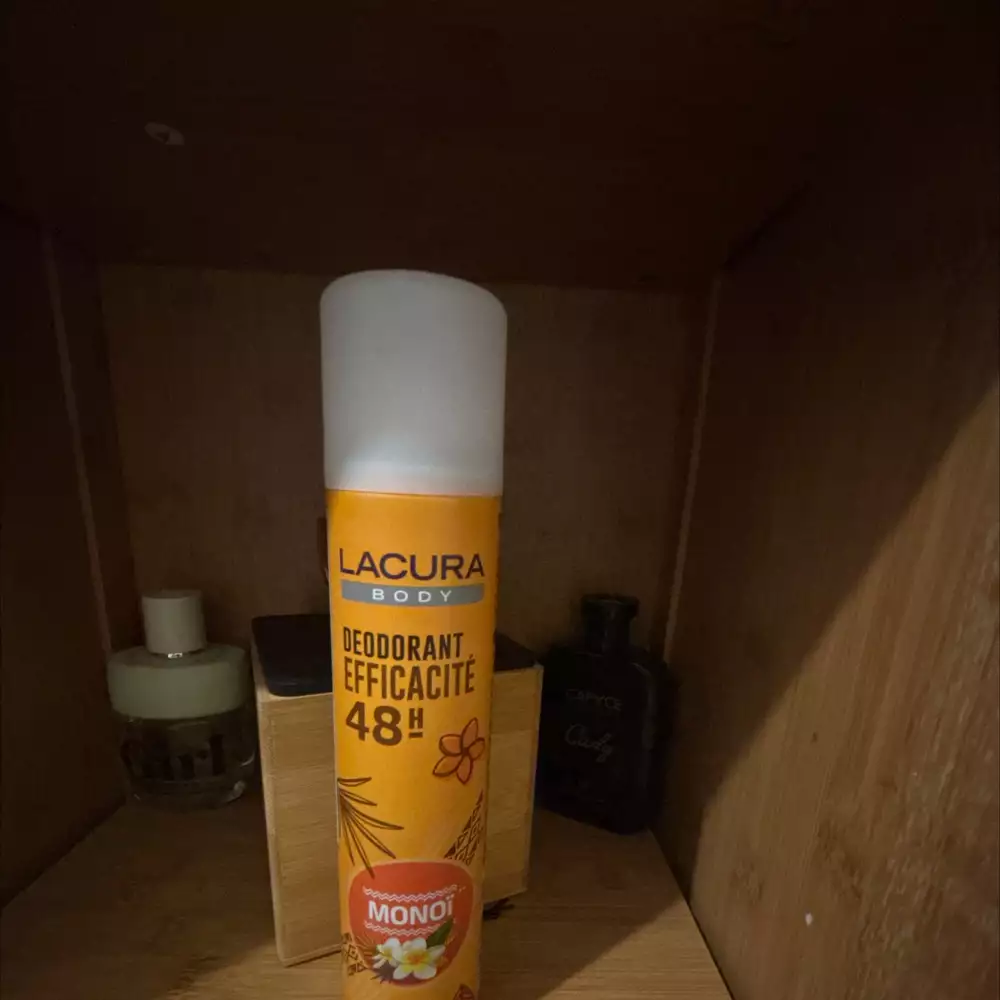 LACURA
BODY
DEODORANT
EFFICACITÉ
48H
MONOÏ